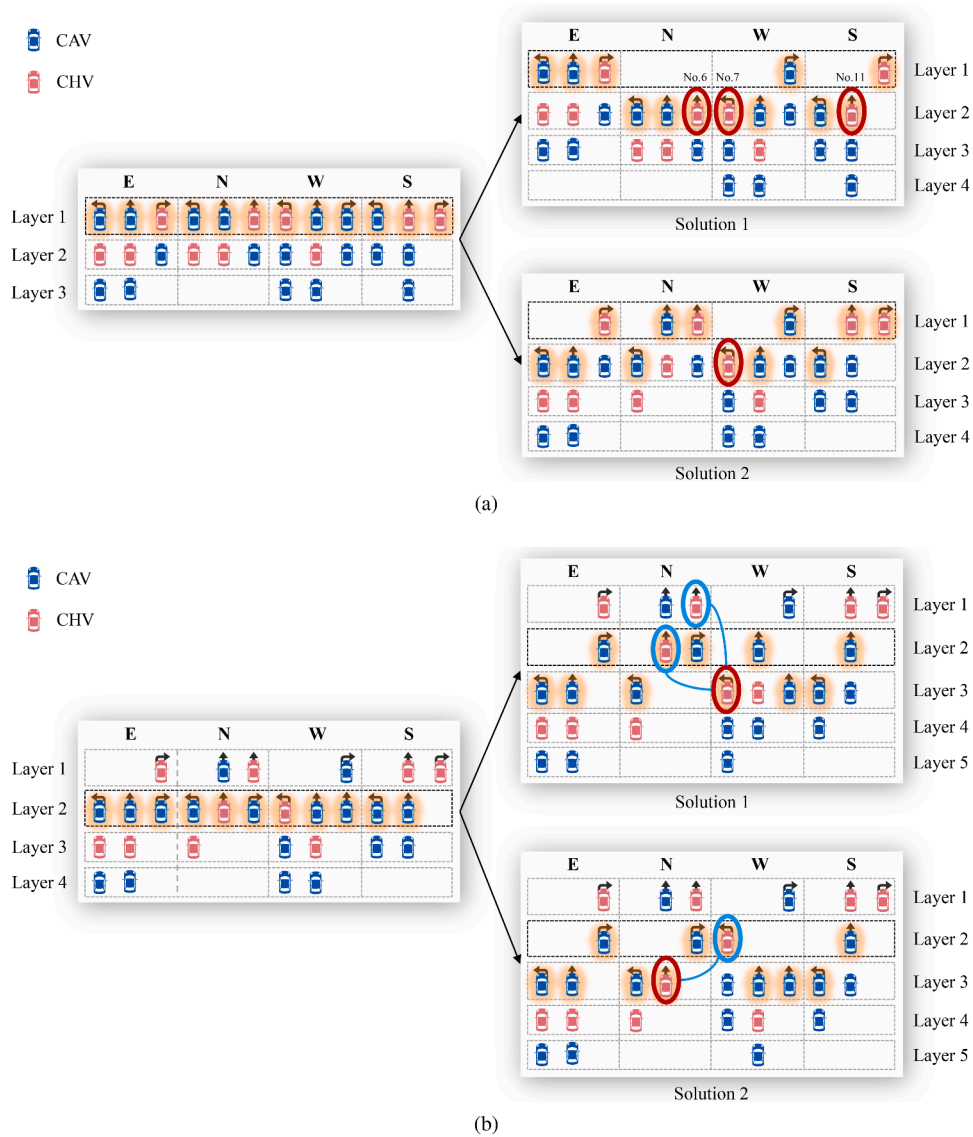 CAV
CHV
E N W S
Layer 1
Layer 2
Layer 3
E N W S
No.6 No.7 No.11
Layer 1
Layer 2
Layer 3
Layer 4
Solution 1
E N W S
Layer 1
Layer 2
Layer 3
Layer 4
Solution 2
(a)
CAV
CHV
E N W S
Layer 1
Layer 2
Layer 3
Layer 4
E N W S
Layer 1
Layer 2
Layer 3
Layer 4
Layer 5
Solution 1
E N W S
Layer 1
Layer 2
Layer 3
Layer 4
Layer 5
Solution 2
(b)